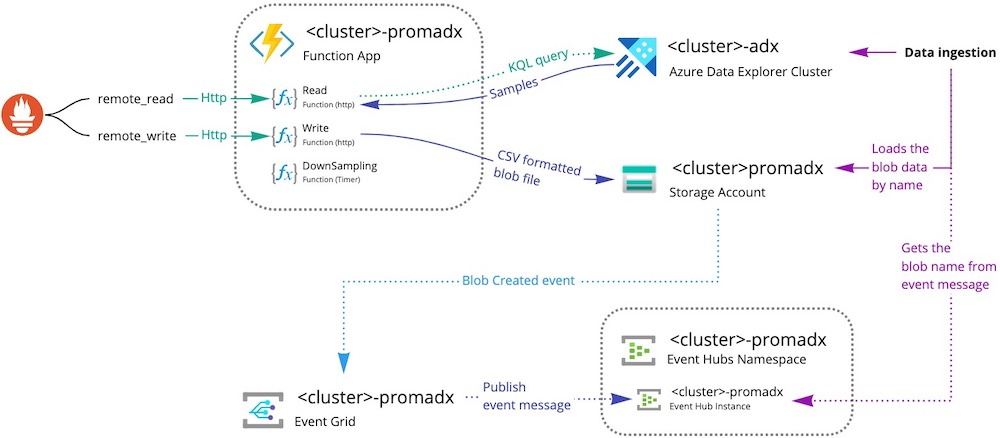 <cluster>-promadx
Function App
remote_read
Http
{fx}
Read
Function (http)
remote_write
Http
{fx}
Write
Function (http)
{fx}
DownSampling
Function (Timer)
KQL query
Samples
<cluster>-adx
Azure Data Explorer Cluster
Data ingestion
CSV formatted
blob file
<cluster>promadx
Storage Account
Loads the
blob data
by name
Gets the
blob name from
event message
Blob Created event
<cluster>-promadx
Event Grid
Publish
event message
<cluster>-promadx
Event Hubs Namespace
<cluster>-promadx
Event Hub Instance